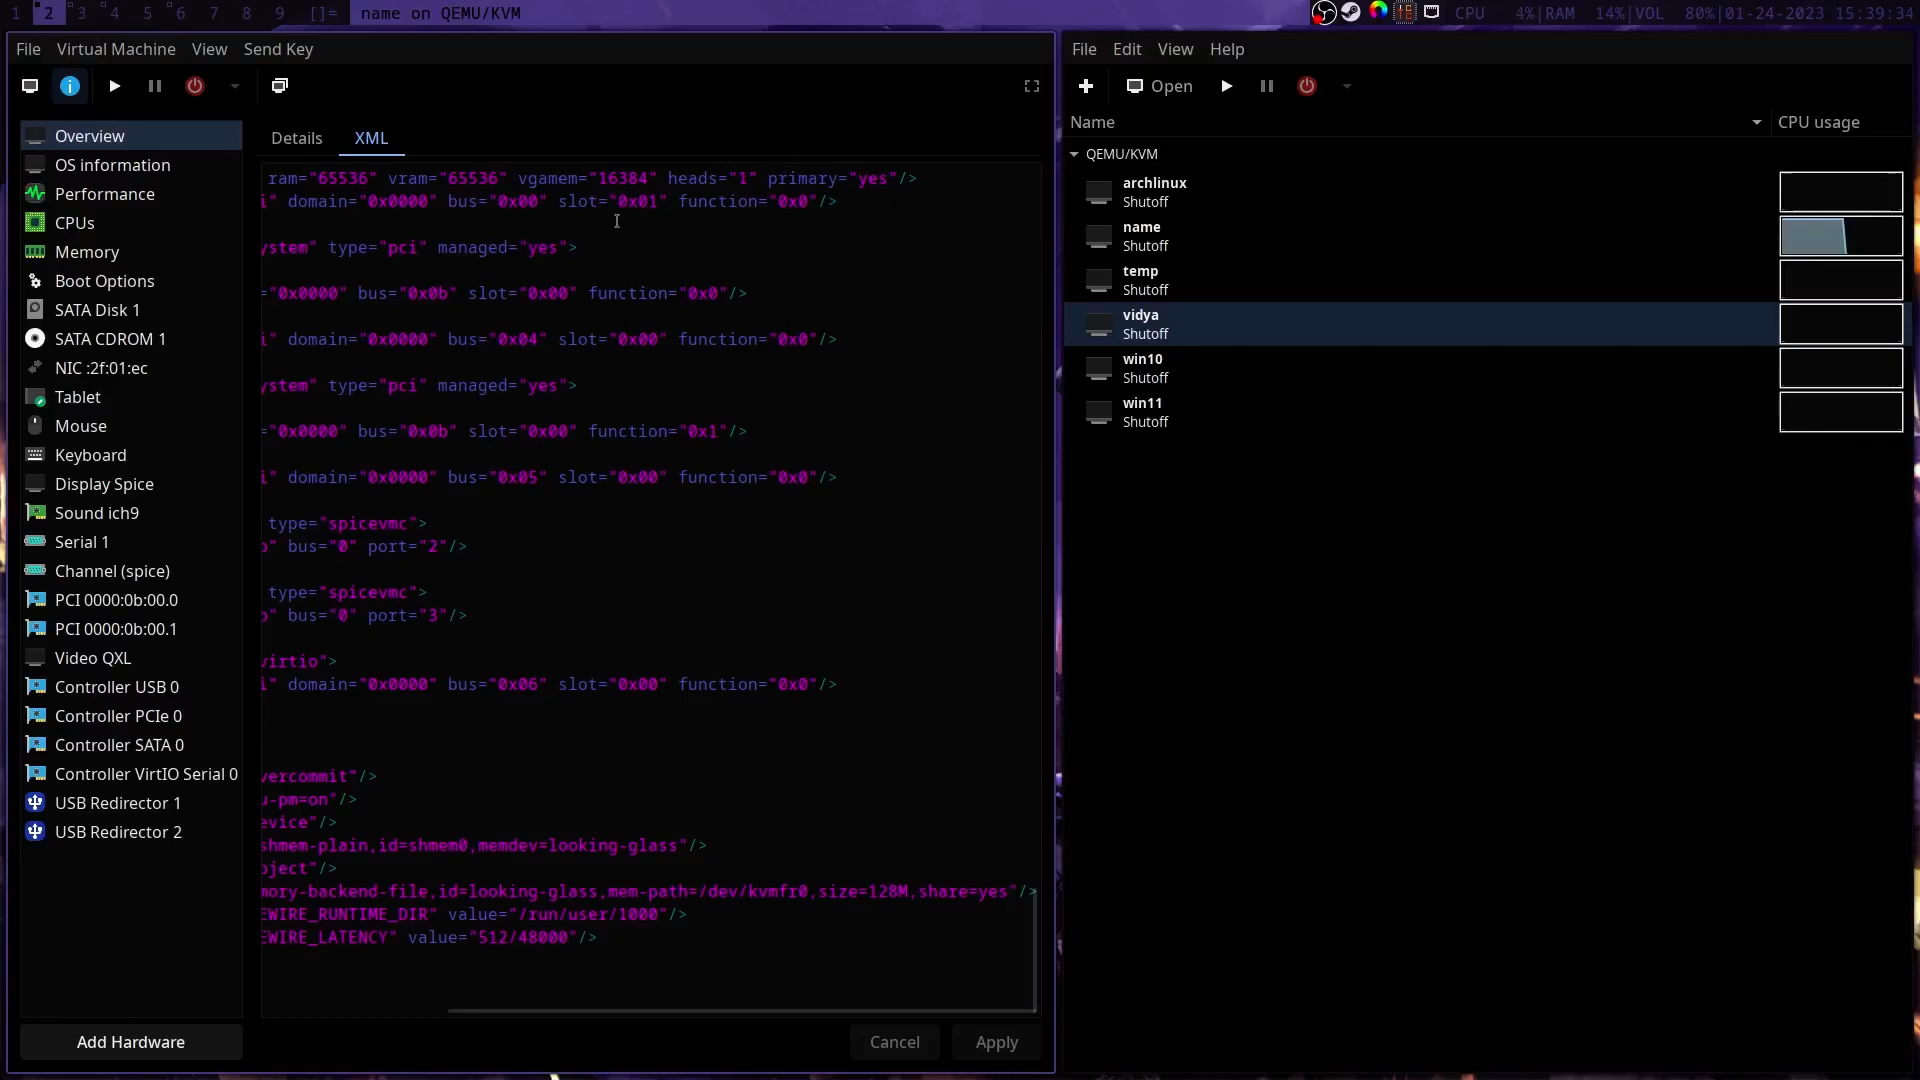 1 2 3 4 5 6 7 8 9 []= name on QEMU/KVM
CPU 4%|RAM 14%|VOL 80%|01-24-2023 15:39:34
File Virtual Machine View Send Key
Overview
OS information
Performance
CPUs
Memory
Boot Options
SATA Disk 1
SATA CDROM 1
NIC :2f:01:ec
Tablet
Mouse
Keyboard
Display Spice
Sound ich9
Serial 1
Channel (spice)
PCI 0000:0b:00.0
PCI 0000:0b:00.1
Video QXL
Controller USB 0
Controller PCIe 0
Controller SATA 0
Controller VirtIO Serial 0
USB Redirector 1
USB Redirector 2
Add Hardware
Details XML
ram="65536" vram="65536" vgamem="16384" heads="1" primary="yes"/>
i" domain="0x0000" bus="0x00" slot="0x01" function="0x0"/>
ystem" type="pci" managed="yes">
="0x0000" bus="0x0b" slot="0x00" function="0x0"/>
i" domain="0x0000" bus="0x04" slot="0x00" function="0x0"/>
ystem" type="pci" managed="yes">
="0x0000" bus="0x0b" slot="0x00" function="0x1"/>
i" domain="0x0000" bus="0x05" slot="0x00" function="0x0"/>
type="spicevmc">
" bus="0" port="2"/>
type="spicevmc">
" bus="0" port="3"/>
virtio">
i" domain="0x0000" bus="0x06" slot="0x00" function="0x0"/>
vercommit"/>
u-pm=on"/>
evice"/>
shmem-plain,id=shmem0,memdev=looking-glass"/>
bject"/>
mory-backend-file,id=looking-glass,mem-path=/dev/kvmfr0,size=128M,share=yes"/>
EWIRE_RUNTIME_DIR" value="/run/user/1000"/>
EWIRE_LATENCY" value="512/48000"/>
Cancel Apply
File Edit View Help
Open
Name CPU usage
QEMU/KVM
archlinux
Shutoff
name
Shutoff
temp
Shutoff
vidya
Shutoff
win10
Shutoff
win11
Shutoff